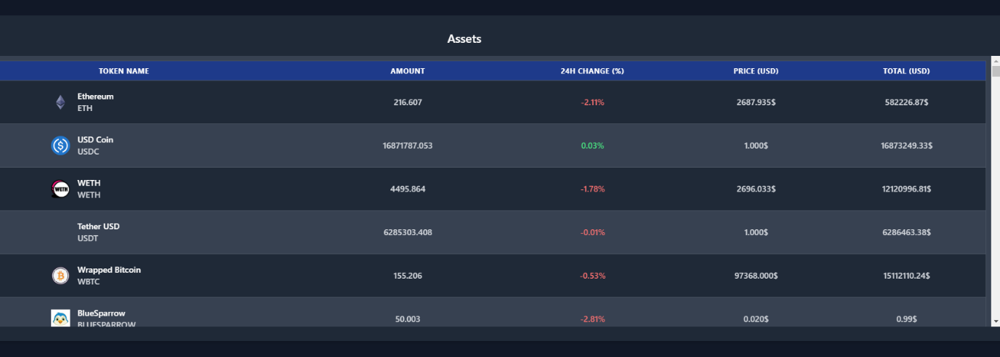 Assets
TOKEN NAME AMOUNT 24H CHANGE (%) PRICE (USD) TOTAL (USD)
Ethereum
ETH 216.607 -2.11% 2687.935$ 582226.87$
USD Coin
USDC 16871787.053 0.03% 1.000$ 16873249.33$
WETH
WETH
WETH 4495.864 -1.78% 2696.033$ 12120996.81$
Tether USD
USDT 6285303.408 -0.01% 1.000$ 6286463.38$
Wrapped Bitcoin
WBTC 155.206 -0.53% 97368.000$ 15112110.24$
BlueSparrow
BLUESPARROW 50.003 -2.81% 0.020$ 0.99$